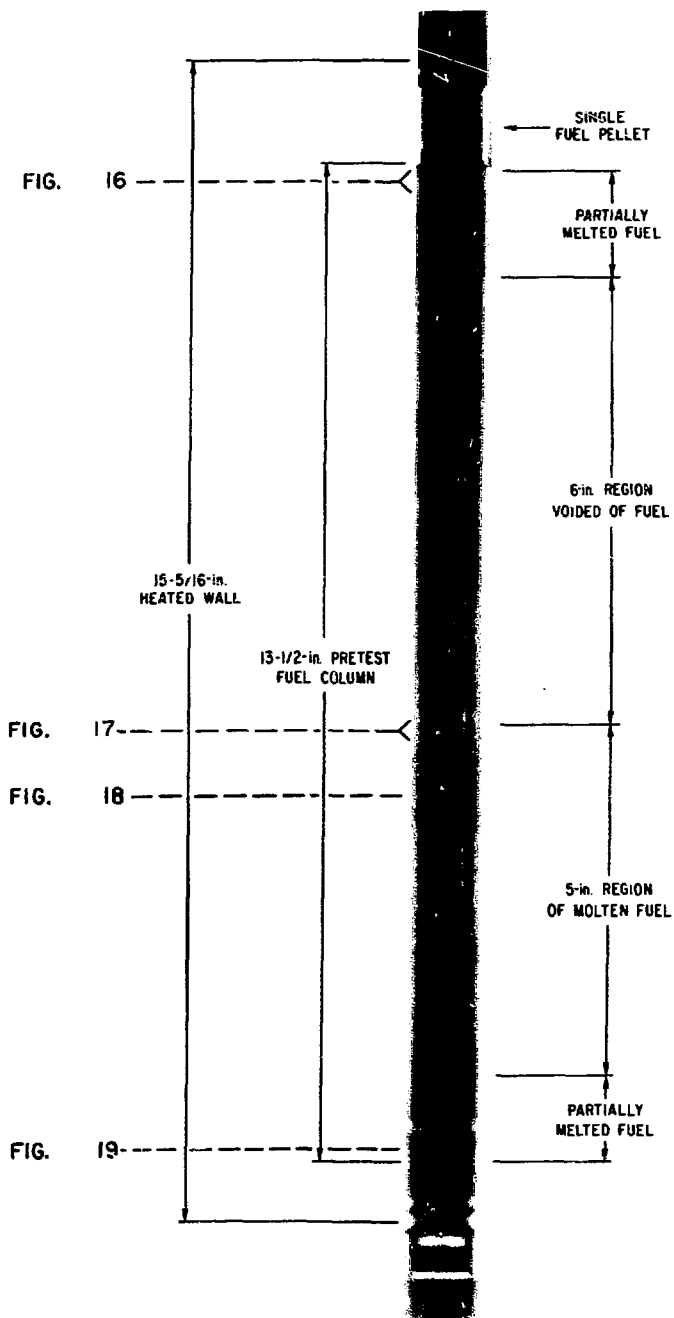 SINGLE
FUEL PELLET
FIG. 16
PARTIALLY
MELTED FUEL
6-in. REGION
VOIDED OF FUEL
15-5/16-in.
HEATED WALL
13-1/2-in. PRETEST
FUEL COLUMN
FIG. 17
FIG. 18
5-in. REGION
OF MOLTEN FUEL
PARTIALLY
MELTED FUEL
FIG. 19